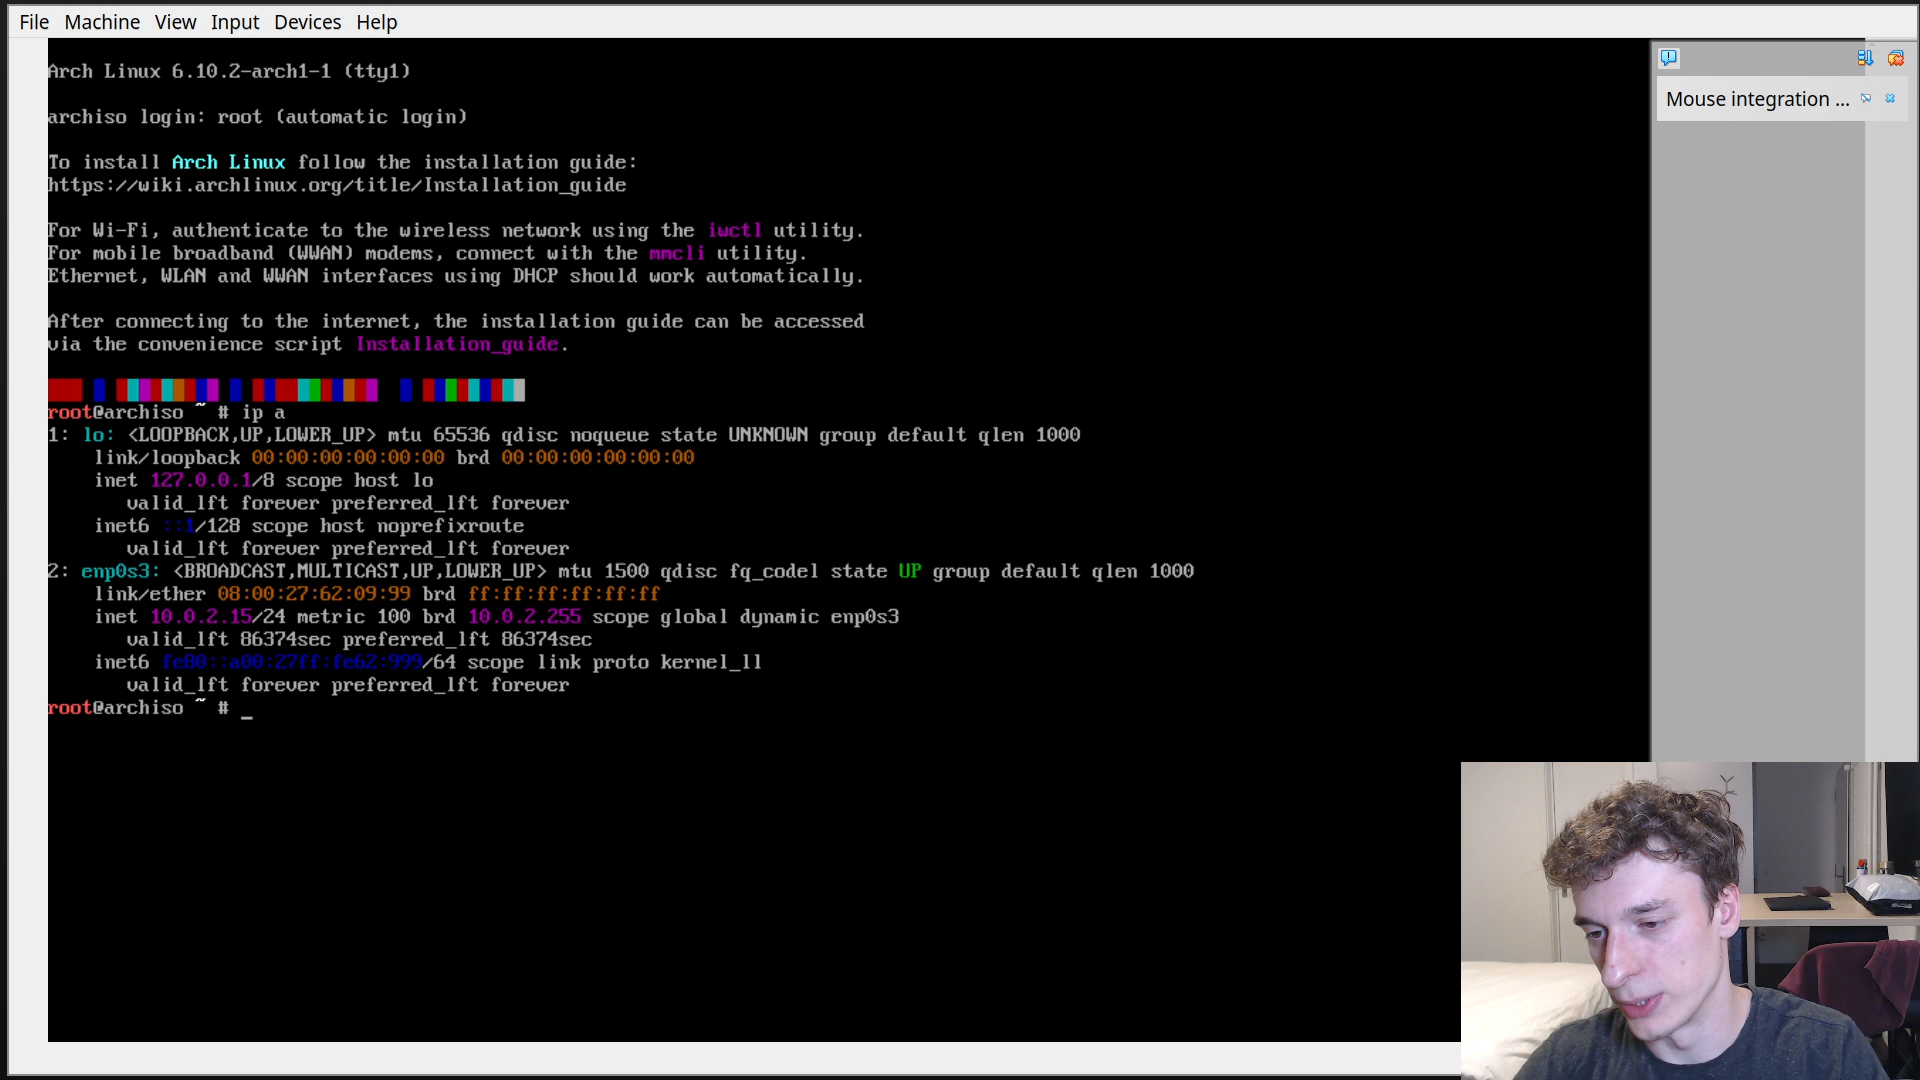 File Machine View Input Devices Help
Arch Linux 6.10.2-arch1-1 (tty1)
archiso login: root (automatic login)
To install Arch Linux follow the installation guide:
https://wiki.archlinux.org/title/Installation_guide
For Wi-Fi, authenticate to the wireless network using the iwctl utility.
For mobile broadband (WWAN) modems, connect with the mmcli utility.
Ethernet, WLAN and WWAN interfaces using DHCP should work automatically.
After connecting to the internet, the installation guide can be accessed
via the convenience script Installation_guide.
root@archiso ~ # ip a
1: lo: <LOOPBACK,UP,LOWER_UP> mtu 65536 qdisc noqueue state UNKNOWN group default qlen 1000
link/loopback 00:00:00:00:00:00 brd 00:00:00:00:00:00
inet 127.0.0.1/8 scope host lo
valid_lft forever preferred_lft forever
inet6 ::1/128 scope host noprefixroute
valid_lft forever preferred_lft forever
2: enp0s3: <BROADCAST,MULTICAST,UP,LOWER_UP> mtu 1500 qdisc fq_codel state UP group default qlen 1000
link/ether 08:00:27:62:09:99 brd ff:ff:ff:ff:ff:ff
inet 10.0.2.15/24 metric 100 brd 10.0.2.255 scope global dynamic enp0s3
valid_lft 86374sec preferred_lft 86374sec
inet6 fe80::a00:27ff:fe62:999/64 scope link proto kernel_ll
valid_lft forever preferred_lft forever
root@archiso ~ # _
Mouse integration ...